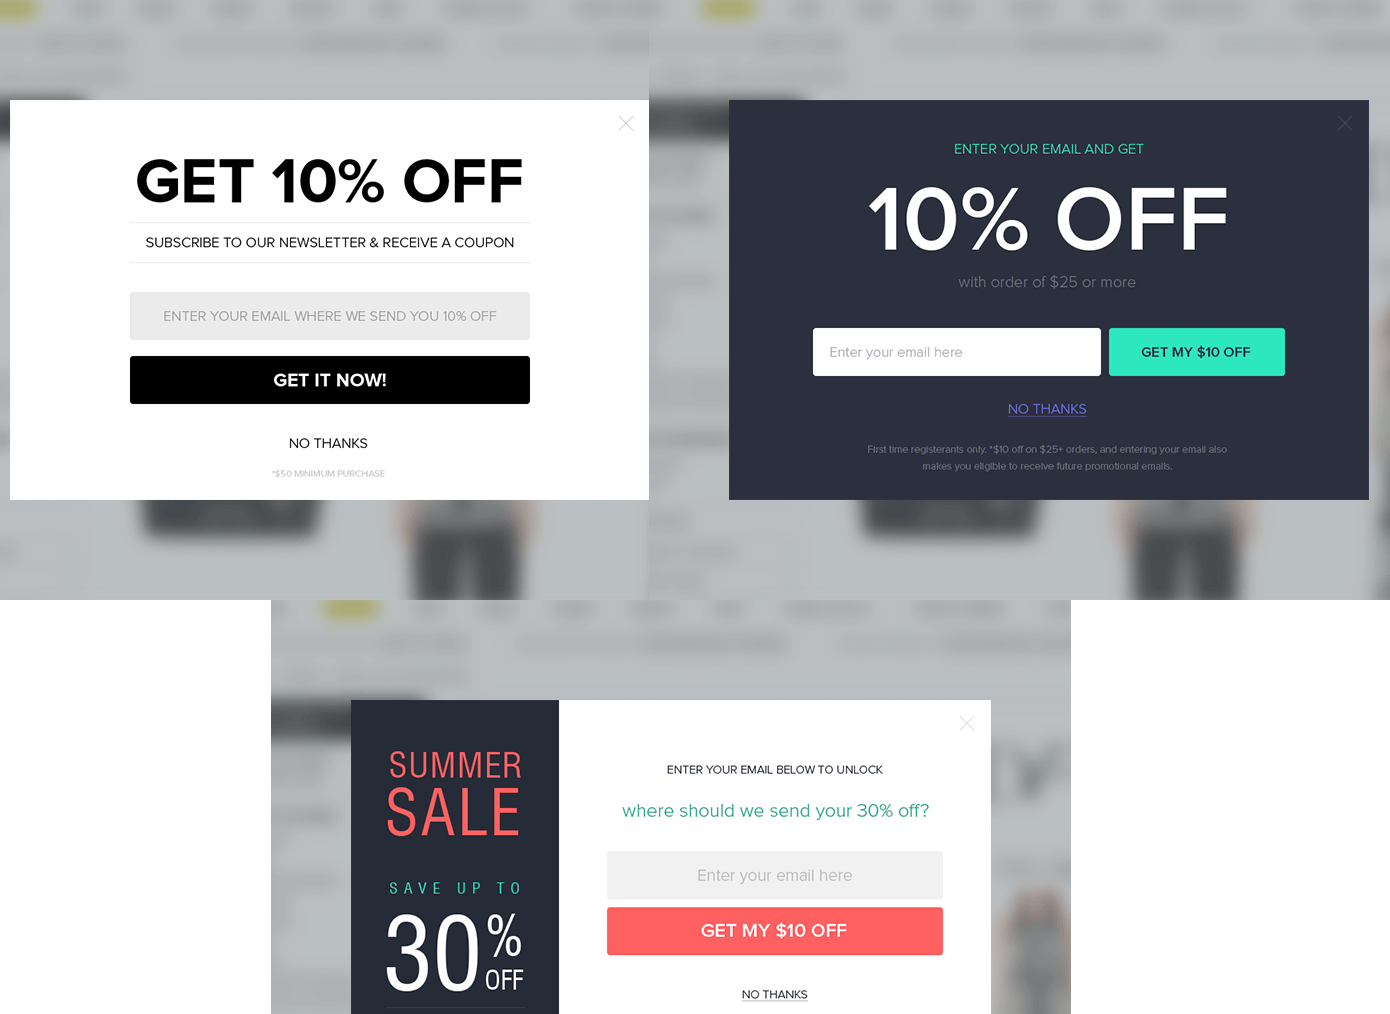 GET 10% OFF
SUBSCRIBE TO OUR NEWSLETTER & RECEIVE A COUPON
ENTER YOUR EMAIL WHERE WE SEND YOU 10% OFF
GET IT NOW!
NO THANKS
*$50 MINIMUM PURCHASE
ENTER YOUR EMAIL AND GET
10% OFF
with order of $25 or more
Enter your email here
GET MY $10 OFF
NO THANKS
First time registerants only. *$10 off on $25+ orders, and entering your email also
makes you eligible to receive future promotional emails.
SUMMER
SALE
SAVE UP TO
30%
OFF
ENTER YOUR EMAIL BELOW TO UNLOCK
where should we send your 30% off?
Enter your email here
GET MY $10 OFF
NO THANKS